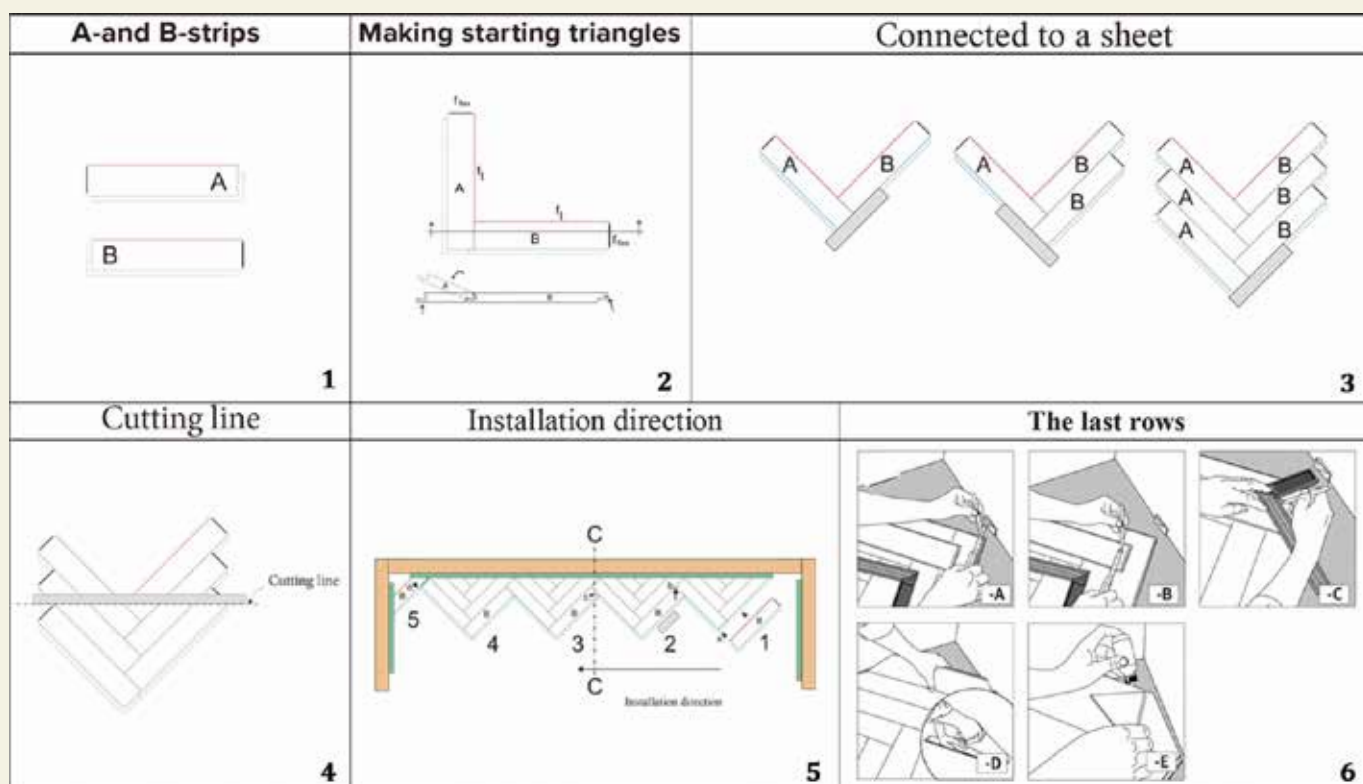 A-and B-strips
A
B
1
Making starting triangles
A
B
A
B
2
Connected to a sheet
A B
A B
B
A B
A B
A B
3
Cutting line
Cutting line
4
Installation direction
C
5
4
B
3
B
2
B
1
B
C
Installation direction
5
The last rows
-A
-B
-C
-D
-E
6